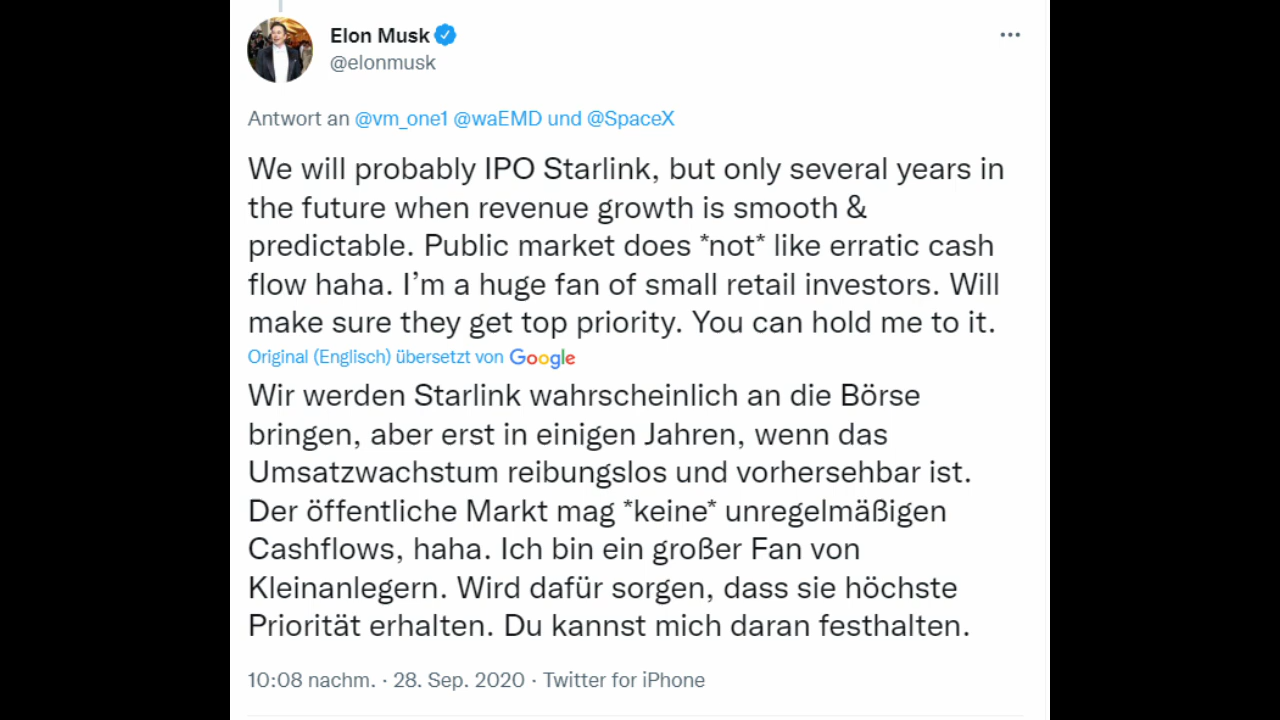 Elon Musk
@elonmusk
Antwort an @vm_one1 @waEMD und @SpaceX
We will probably IPO Starlink, but only several years in
the future when revenue growth is smooth &
predictable. Public market does *not* like erratic cash
flow haha. I’m a huge fan of small retail investors. Will
make sure they get top priority. You can hold me to it.
Original (Englisch) übersetzt von Google
Wir werden Starlink wahrscheinlich an die Börse
bringen, aber erst in einigen Jahren, wenn das
Umsatzwachstum reibungslos und vorhersehbar ist.
Der öffentliche Markt mag *keine* unregelmäßigen
Cashflows, haha. Ich bin ein großer Fan von
Kleinanlegern. Wird dafür sorgen, dass sie höchste
Priorität erhalten. Du kannst mich daran festhalten.
10:08 nachm. · 28. Sep. 2020 · Twitter for iPhone